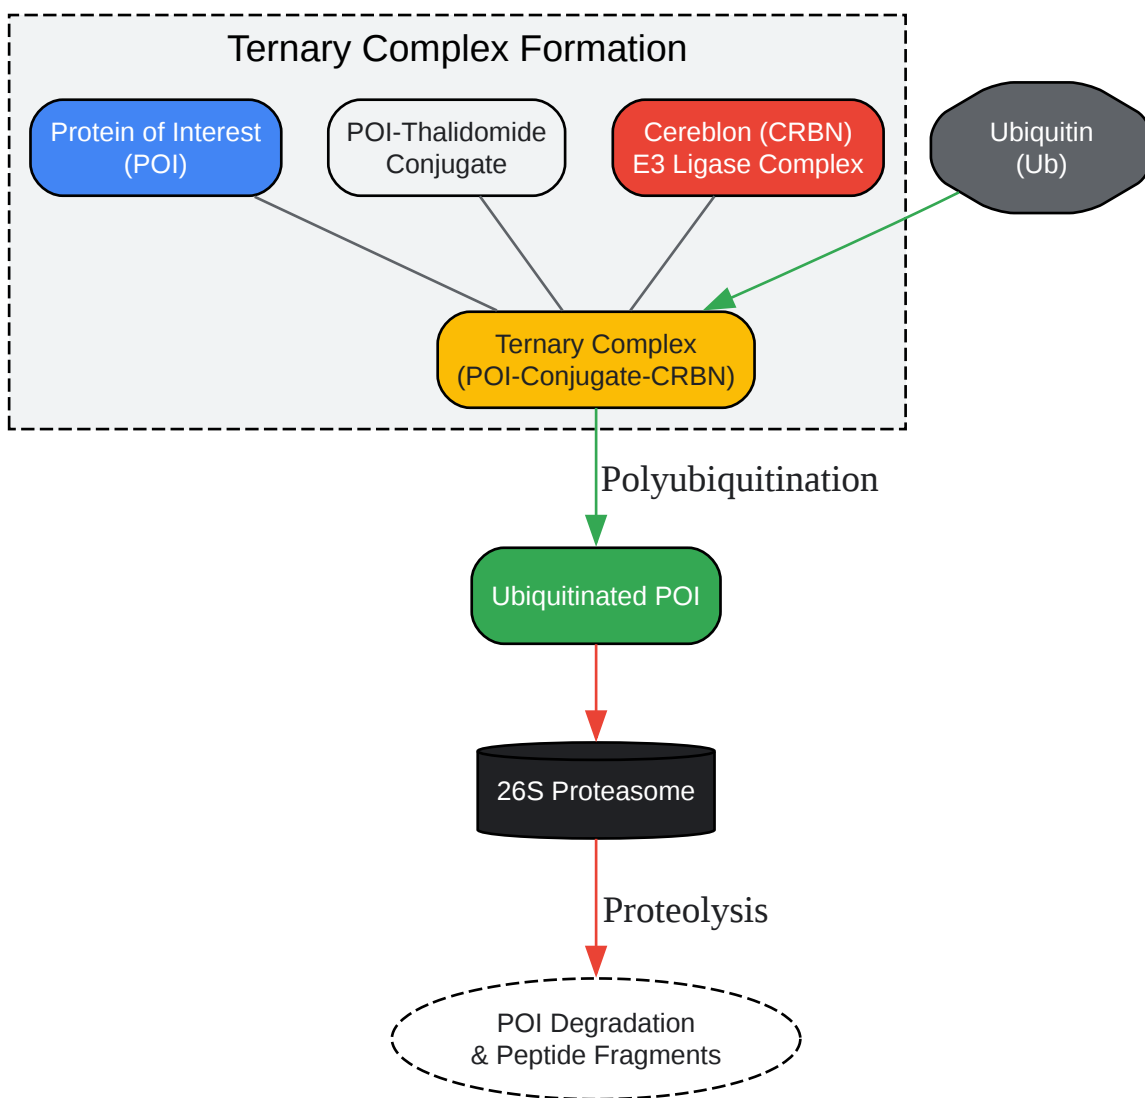 Ternary Complex Formation
Protein of Interest
(POI)
POI-Thalidomide
Conjugate
Cereblon (CRBN)
E3 Ligase Complex
Ubiquitin
(Ub)
Ternary Complex
(POI-Conjugate-CRBN)
Polyubiquitination
Ubiquitinated POI
26S Proteasome
Proteolysis
POI Degradation
& Peptide Fragments